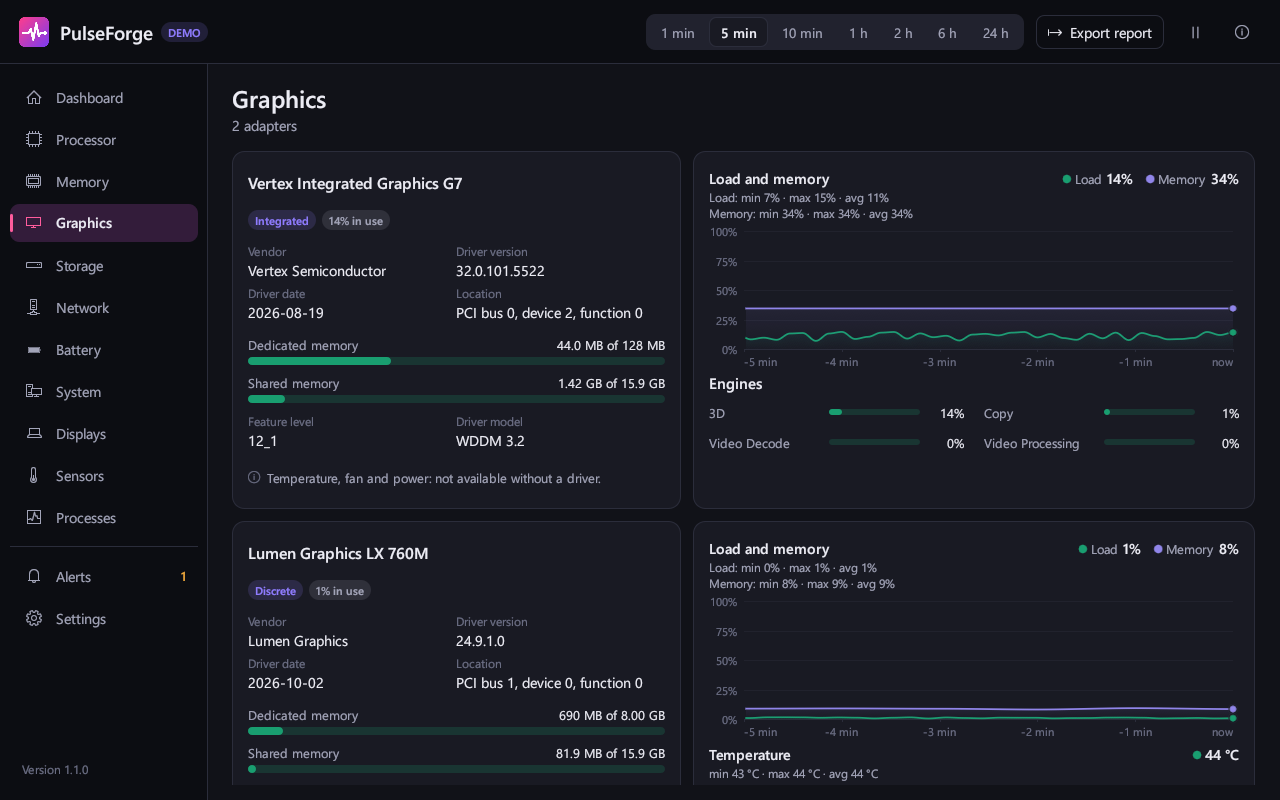 PulseForge DEMO
1 min 5 min 10 min 1 h 2 h 6 h 24 h
Export report
Dashboard
Processor
Memory
Graphics
Storage
Network
Battery
System
Displays
Sensors
Processes
Alerts 1
Settings
Version 1.1.0
Graphics
2 adapters
Vertex Integrated Graphics G7
Integrated 14% in use
Vendor Driver version
Vertex Semiconductor 32.0.101.5522
Driver date Location
2026-08-19 PCI bus 0, device 2, function 0
Dedicated memory 44.0 MB of 128 MB
Shared memory 1.42 GB of 15.9 GB
Feature level Driver model
12_1 WDDM 3.2
Temperature, fan and power: not available without a driver.
Load and memory Load 14% Memory 34%
Load: min 7% · max 15% · avg 11%
Memory: min 34% · max 34% · avg 34%
100%
75%
50%
25%
0%
-5 min -4 min -3 min -2 min -1 min now
Engines
3D 14% Copy 1%
Video Decode 0% Video Processing 0%
Lumen Graphics LX 760M
Discrete 1% in use
Vendor Driver version
Lumen Graphics 24.9.1.0
Driver date Location
2026-10-02 PCI bus 1, device 0, function 0
Dedicated memory 690 MB of 8.00 GB
Shared memory 81.9 MB of 15.9 GB
Load and memory Load 1% Memory 8%
Load: min 0% · max 1% · avg 1%
Memory: min 8% · max 9% · avg 9%
100%
75%
50%
25%
0%
-5 min -4 min -3 min -2 min -1 min now
Temperature 44 °C
min 43 °C · max 44 °C · avg 44 °C